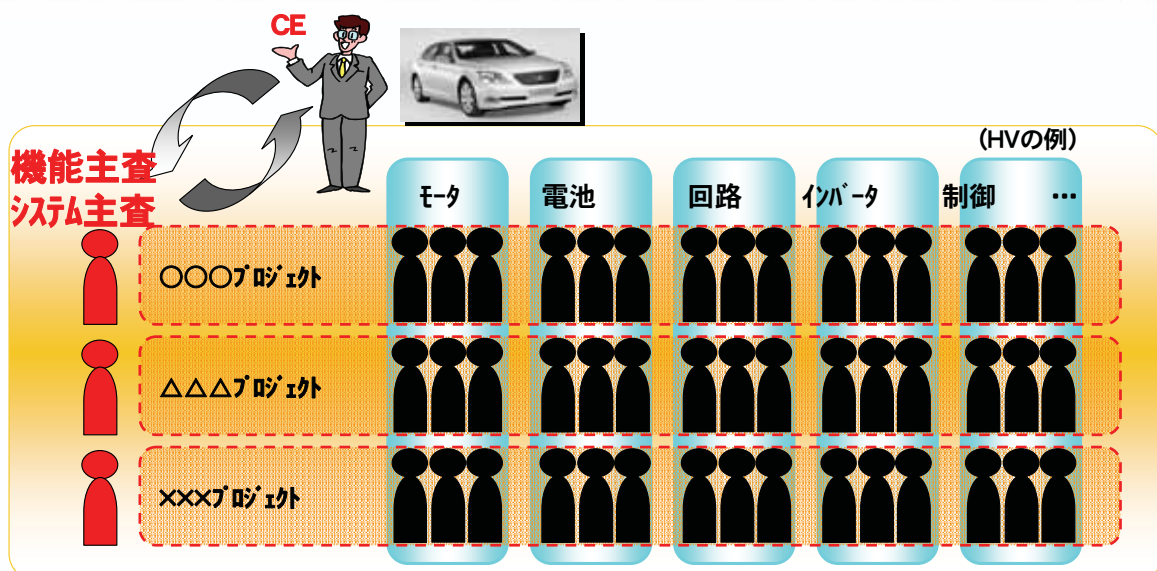 CE
(HVの例)
機能主査
システム主査
ﾓｰﾀ 電池 回路 ｲﾝﾊﾞｰﾀ 制御 …
○○○ﾌﾟﾛｼﾞｪｸﾄ
△△△ﾌﾟﾛｼﾞｪｸﾄ
×××ﾌﾟﾛｼﾞｪｸﾄ